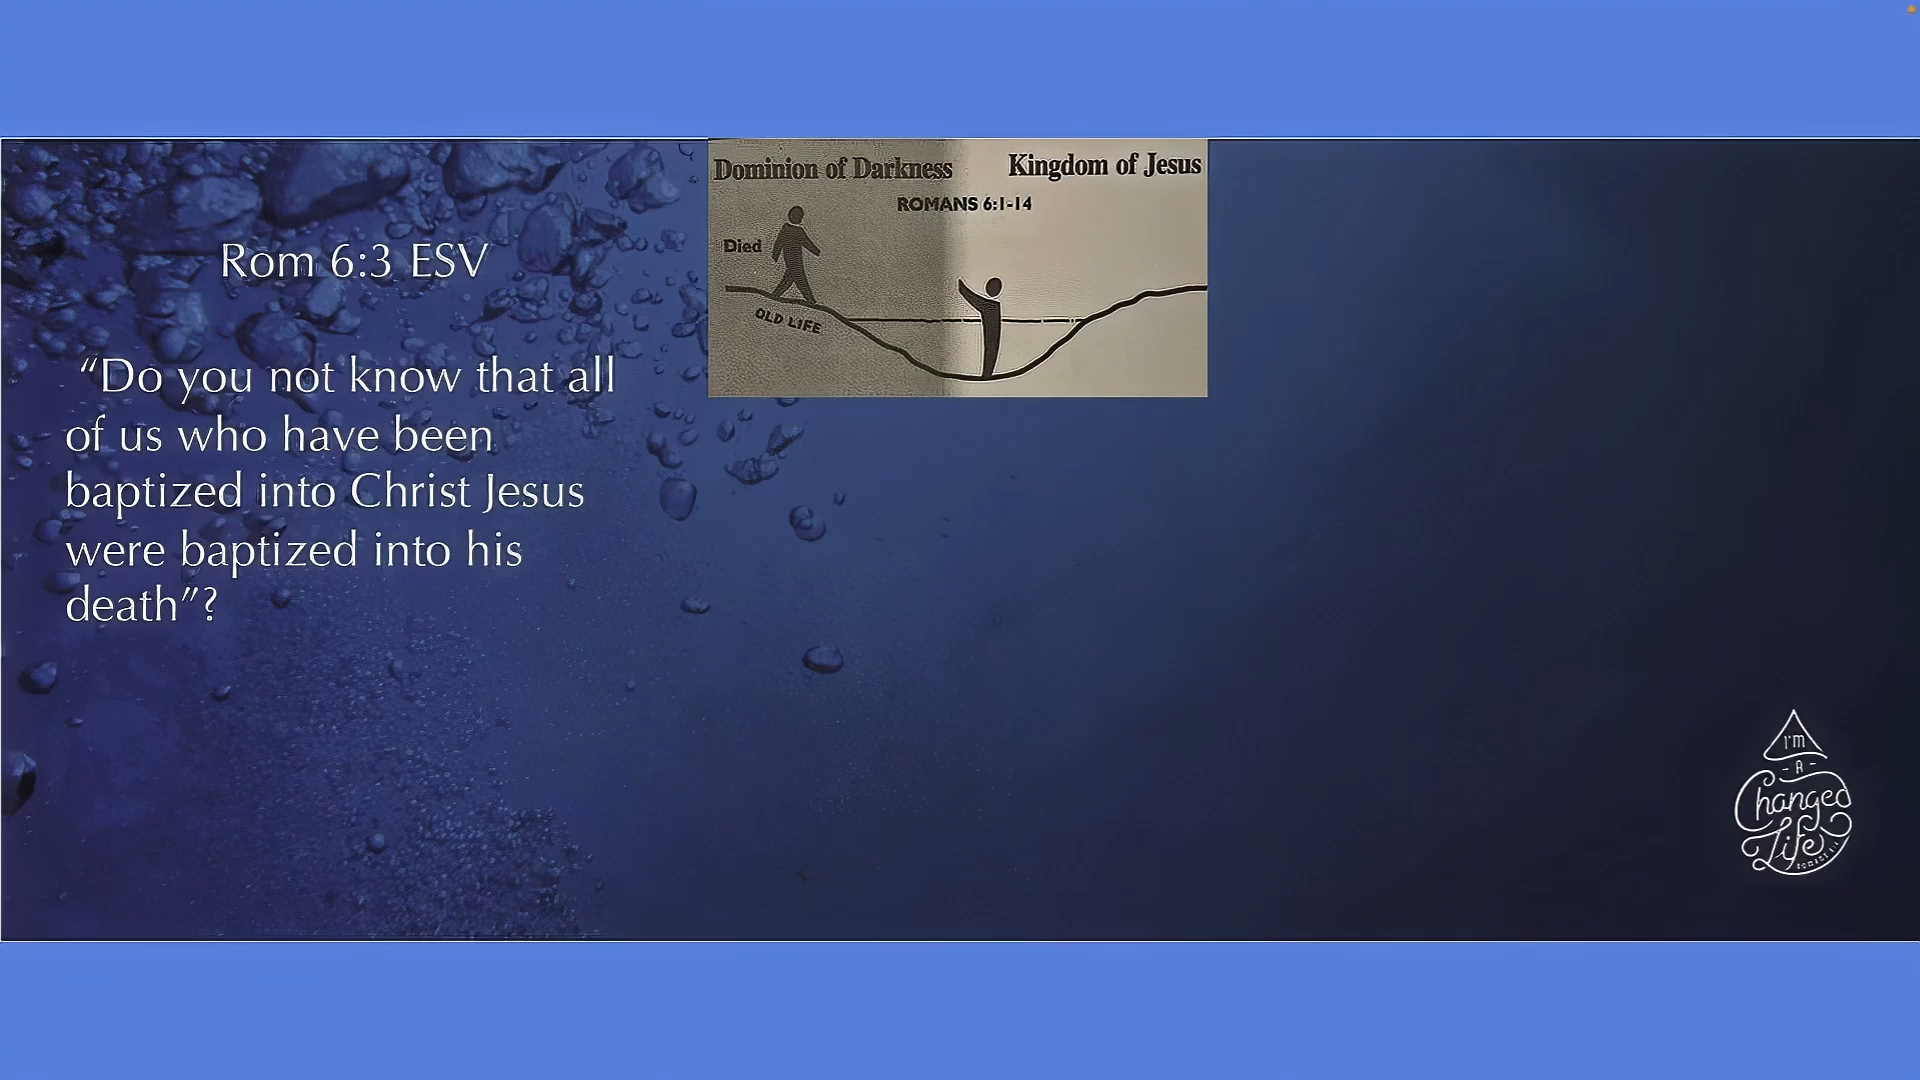 Rom 6:3 ESV
“Do you not know that all
of us who have been
baptized into Christ Jesus
were baptized into his
death”?
Dominion of Darkness
Kingdom of Jesus
ROMANS 6:1-14
Died
OLD LIFE
I'm
- A -
Changed
Life